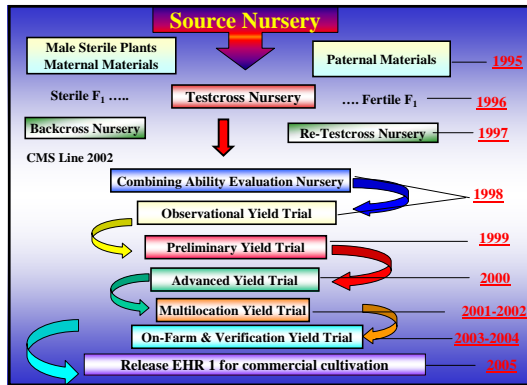 Source Nursery
Male Sterile Plants
Maternal Materials
Paternal Materials
1995
Sterile F1 …..
Testcross Nursery
…. Fertile F1
1996
Backcross Nursery
Re-Testcross Nursery
1997
CMS Line 2002
Combining Ability Evaluation Nursery
1998
Observational Yield Trial
Preliminary Yield Trial
1999
Advanced Yield Trial
2000
Multilocation Yield Trial
2001-2002
On-Farm & Verification Yield Trial
2003-2004
Release EHR 1 for commercial cultivation
2005